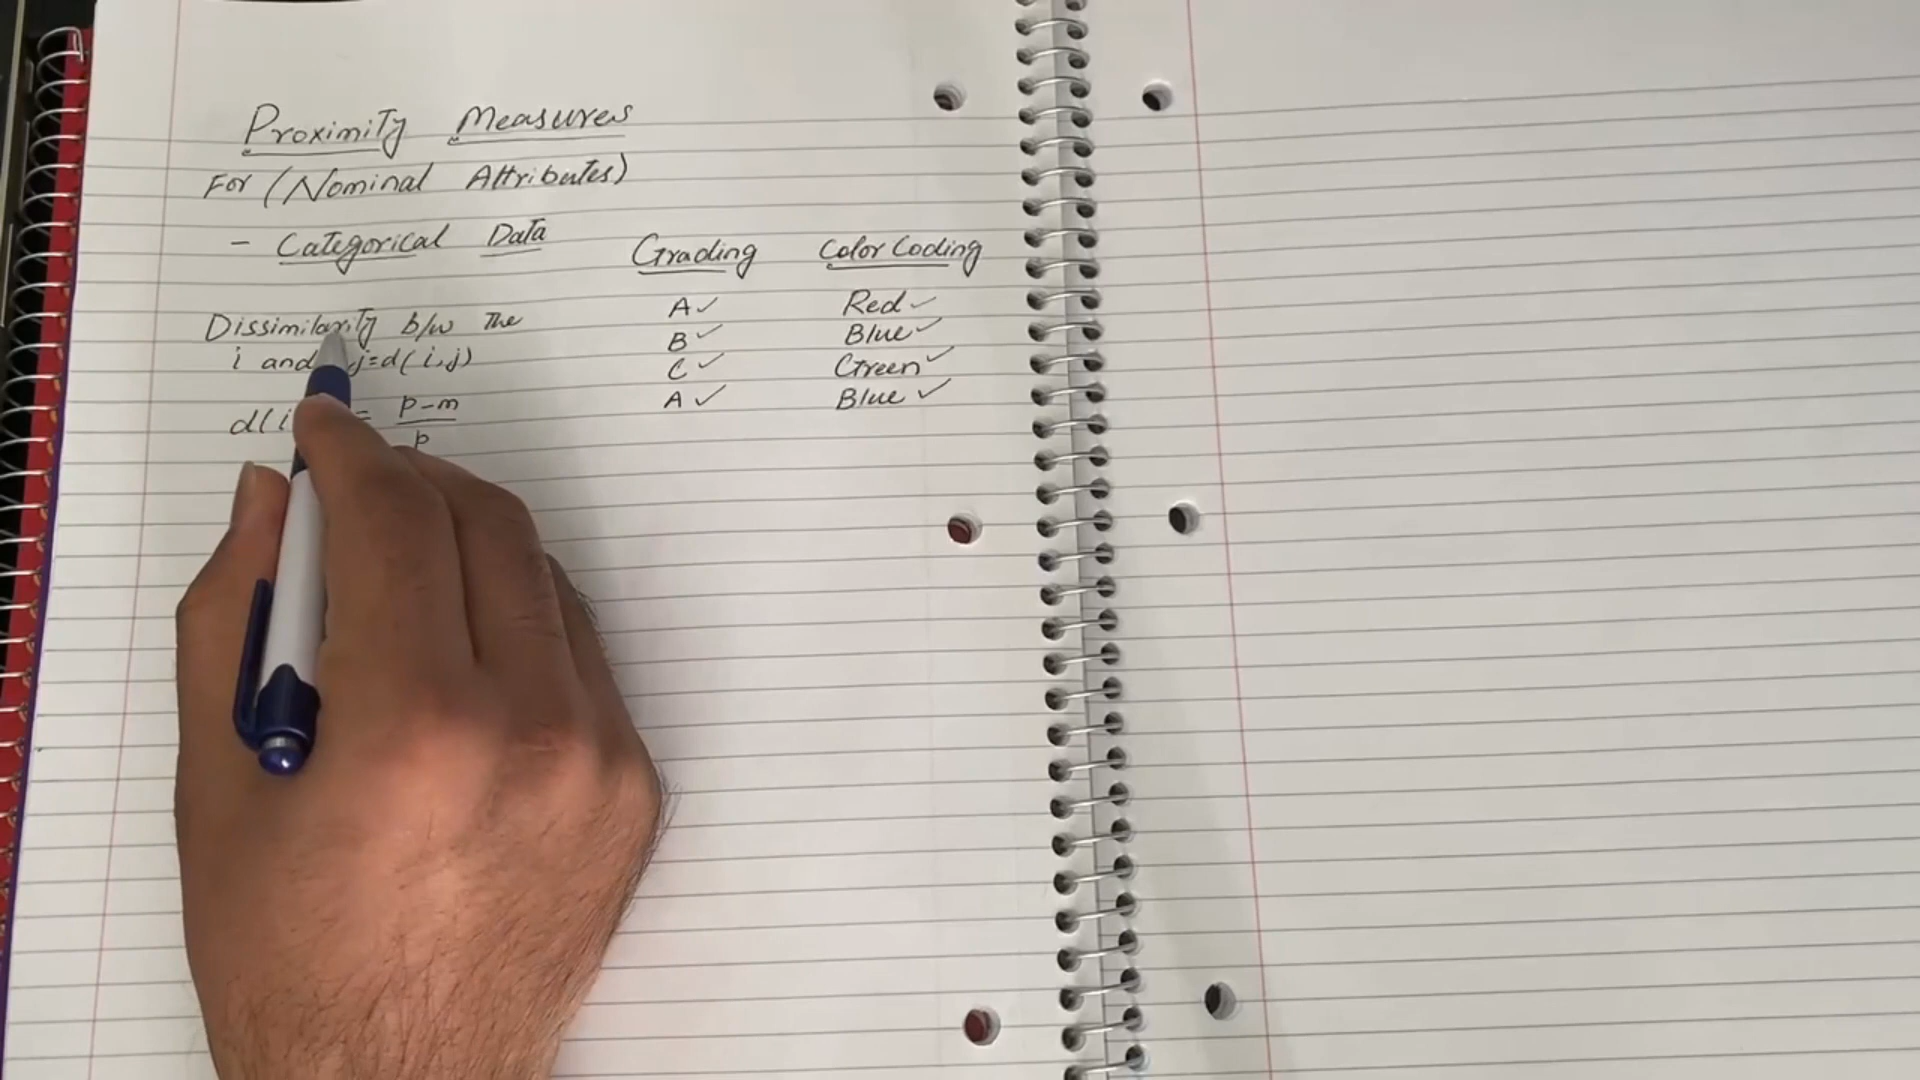 Proximity Measures
For (Nominal Attributes)
- Categorical Data
Dissimilarity b/w The
i and j=d(i,j)
d(i = p-m
p
Grading Color Coding
A✓ Red✓
B✓ Blue✓
C✓ Green✓
A✓ Blue✓